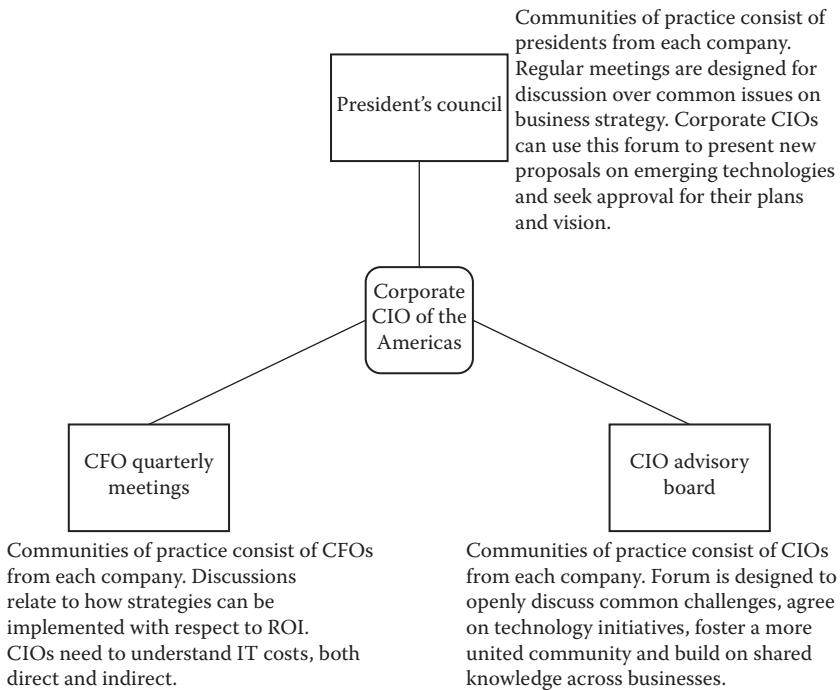 Communities of practice consist of
presidents from each company.
Regular meetings are designed for
discussion over common issues on
business strategy. Corporate CIOs
can use this forum to present new
proposals on emerging technologies
and seek approval for their plans
and vision.
President’s council
Corporate
CIO of the
Americas
CFO quarterly
meetings
Communities of practice consist of CFOs
from each company. Discussions
relate to how strategies can be
implemented with respect to ROI.
CIOs need to understand IT costs, both
direct and indirect.
CIO advisory
board
Communities of practice consist of CIOs
from each company. Forum is designed to
openly discuss common challenges, agree
on technology initiatives, foster a more
united community and build on shared
knowledge across businesses.